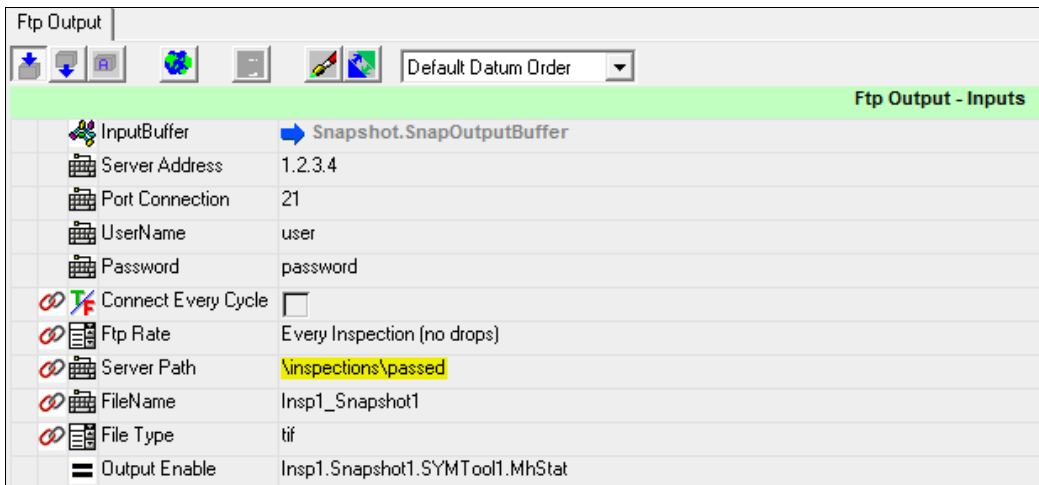 Ftp Output
A
Default Datum Order
Ftp Output - Inputs
InputBuffer Snapshot.SnapOutputBuffer
Server Address 1.2.3.4
Port Connection 21
UserName user
Password password
T/F Connect Every Cycle
Ftp Rate Every Inspection (no drops)
Server Path \inspections\passed
FileName Insp1_Snapshot1
File Type tif
Output Enable Insp1.Snapshot1.SYMTool1.MhStat